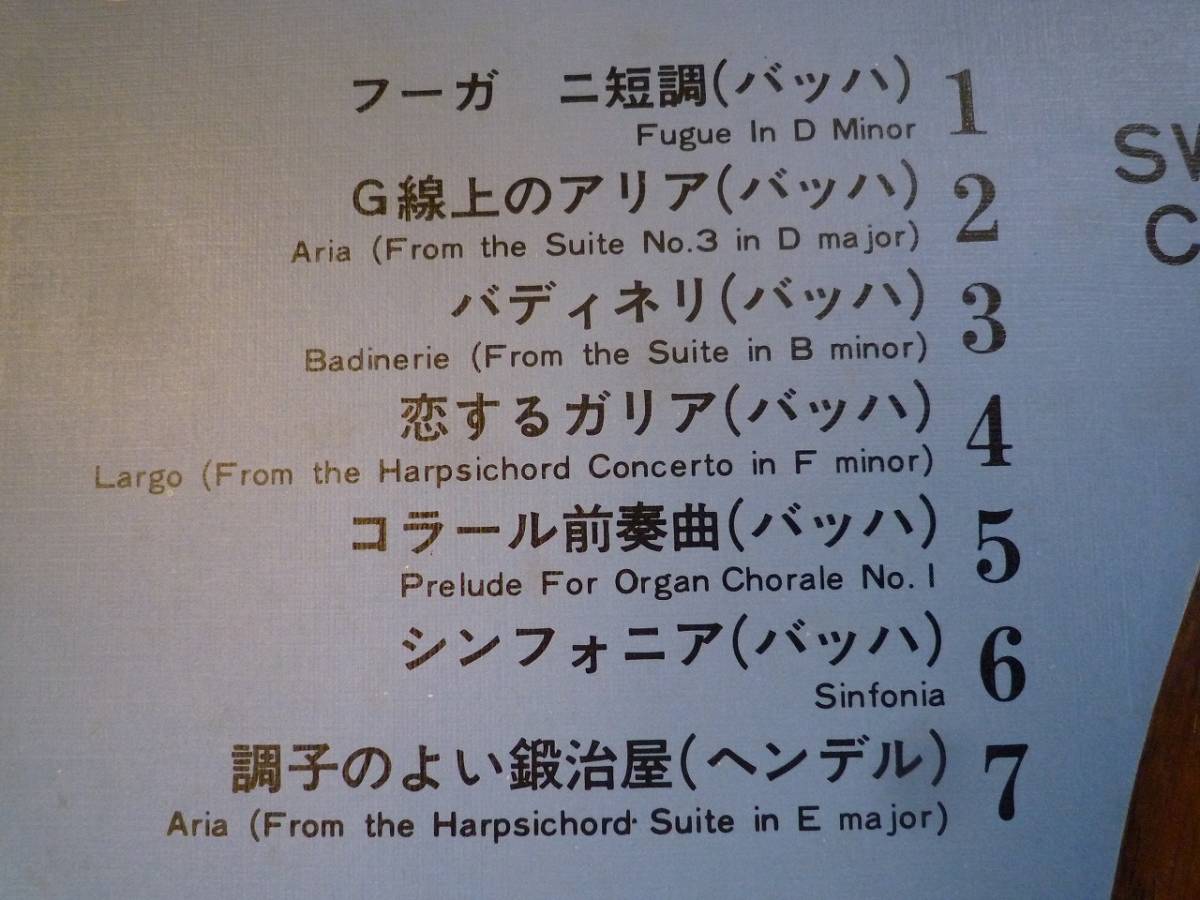 フーガ　ニ短調(バッハ) 1
Fugue In D Minor
G線上のアリア(バッハ) 2
Aria (From the Suite No.3 in D major)
バディネリ(バッハ) 3
Badinerie (From the Suite in B minor)
恋するガリア(バッハ) 4
Largo (From the Harpsichord Concerto in F minor)
コラール前奏曲(バッハ) 5
Prelude For Organ Chorale No. 1
シンフォニア(バッハ) 6
Sinfonia
調子のよい鍛治屋(ヘンデル) 7
Aria (From the Harpsichord· Suite in E major)